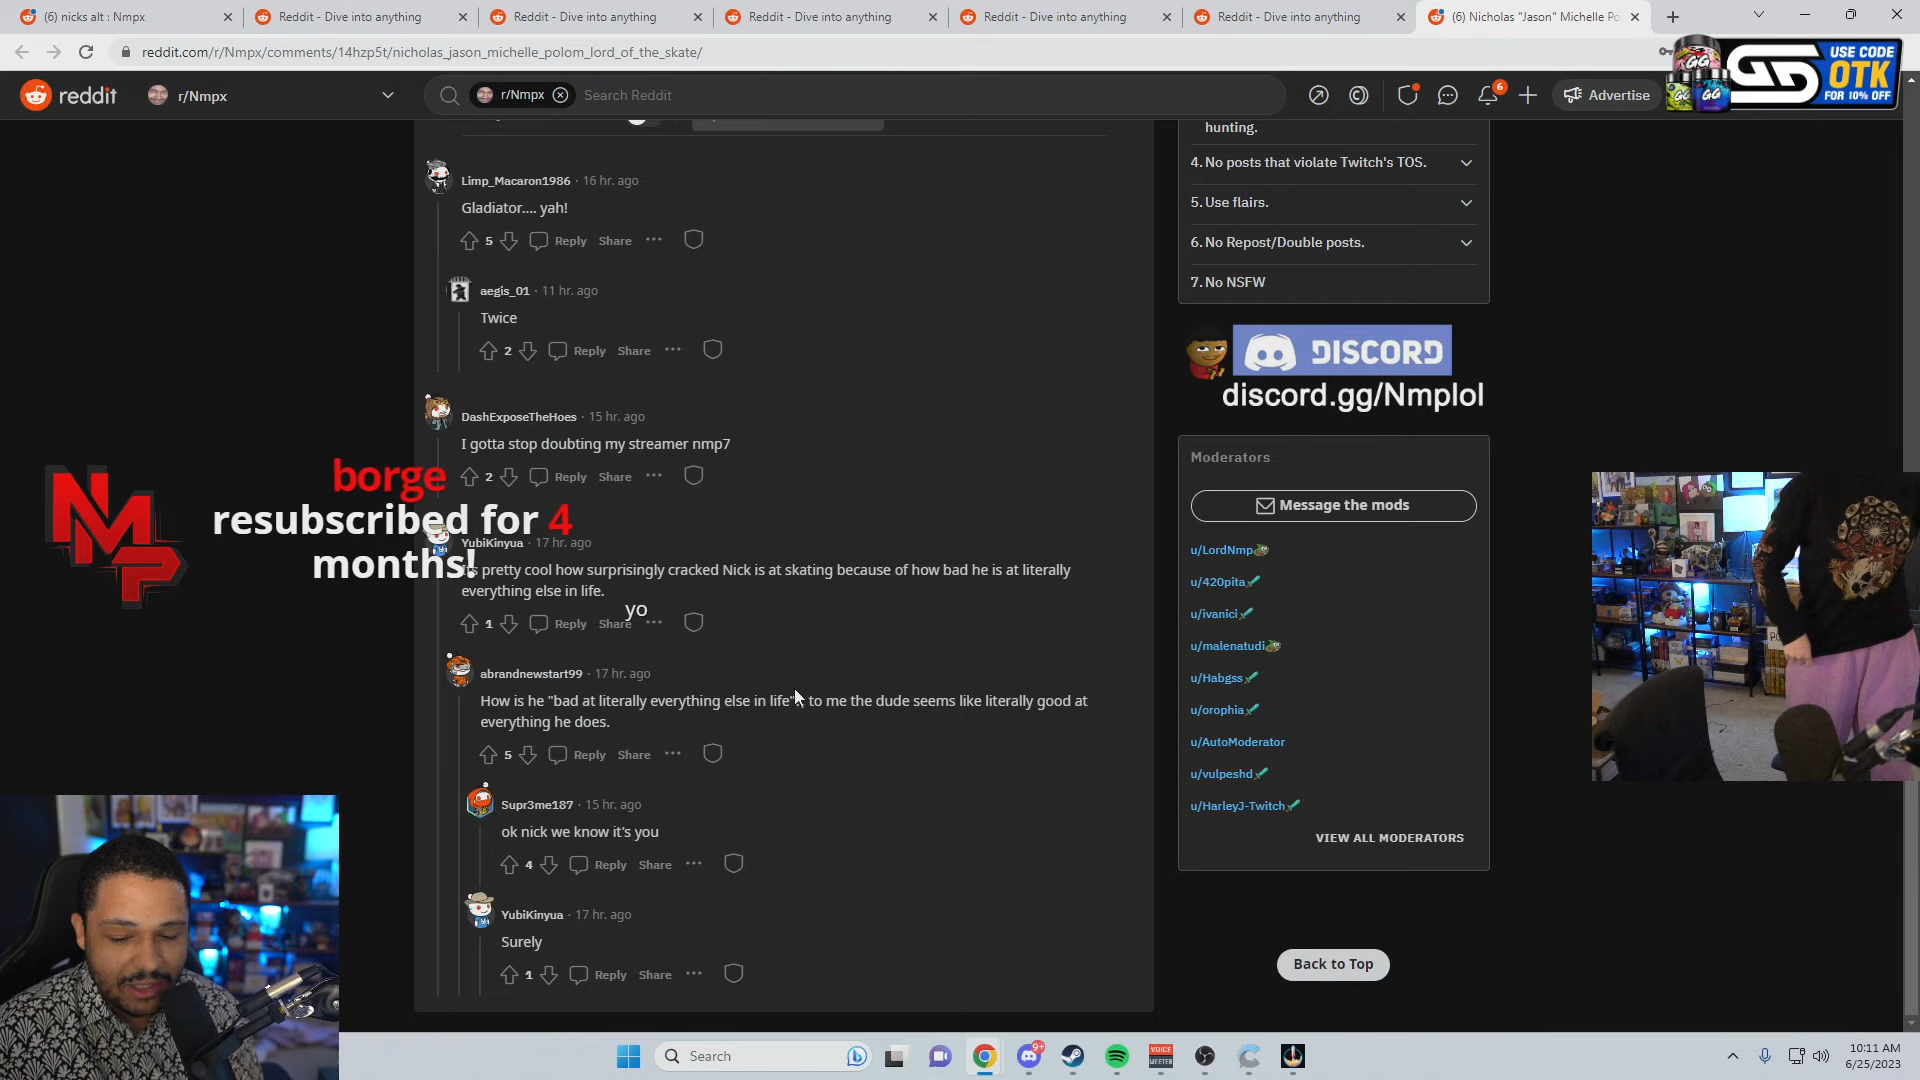 (6) nicks alt : Nmpx
Reddit - Dive into anything
Reddit - Dive into anything
Reddit - Dive into anything
Reddit - Dive into anything
Reddit - Dive into anything
(6) Nicholas "Jason" Michelle Po
reddit.com/r/Nmpx/comments/14hzp5t/nicholas_jason_michelle_polom_lord_of_the_skate/
GG
GG
USE CODE
OTK
FOR 10% OFF
reddit
r/Nmpx
r/Nmpx
Search Reddit
6
Advertise
Limp_Macaron1986 · 16 hr. ago
Gladiator.... yah!
5 Reply Share
aegis_01 · 11 hr. ago
Twice
2 Reply Share
DashExposeTheHoes · 15 hr. ago
I gotta stop doubting my streamer nmp7
2 Reply Share
NMP
borge
resubscribed for 4
months!
yo
YubiKinyua · 17 hr. ago
pretty cool how surprisingly cracked Nick is at skating because of how bad he is at literally
everything else in life.
1 Reply Share
abrandnewstart99 · 17 hr. ago
How is he "bad at literally everything else in life" to me the dude seems like literally good at
everything he does.
5 Reply Share
Supr3me187 · 15 hr. ago
ok nick we know it's you
4 Reply Share
YubiKinyua · 17 hr. ago
Surely
1 Reply Share
hunting.
4. No posts that violate Twitch's TOS.
5. Use flairs.
6. No Repost/Double posts.
7. No NSFW
DISCORD
discord.gg/Nmplol
Moderators
Message the mods
u/LordNmp
u/420pita
u/ivanici
u/malenatudi
u/Habgss
u/orophia
u/AutoModerator
u/vulpeshd
u/HarleyJ-Twitch
VIEW ALL MODERATORS
Back to Top
Search
9+
VOICE
MEETER
10:11 AM
6/25/2023